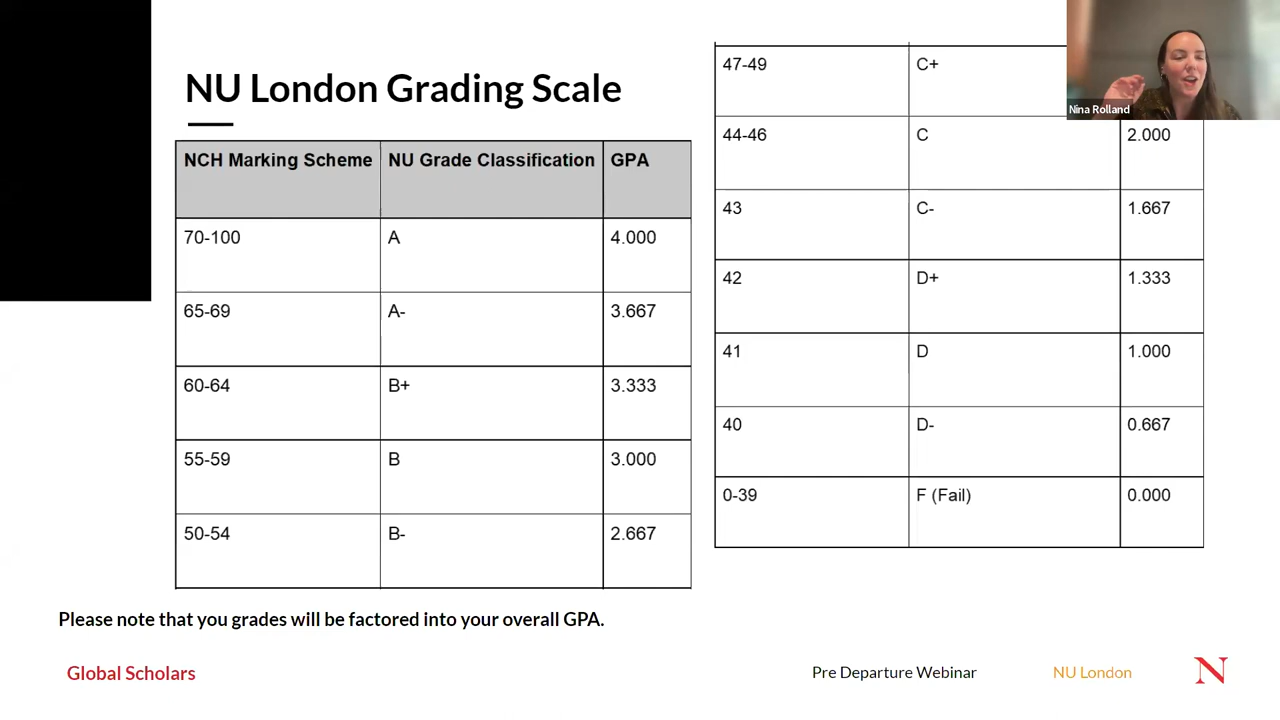 NU London Grading Scale
NCH Marking Scheme NU Grade Classification GPA
70-100 A 4.000
65-69 A- 3.667
60-64 B+ 3.333
55-59 B 3.000
50-54 B- 2.667
47-49 C+
44-46 C 2.000
43 C- 1.667
42 D+ 1.333
41 D 1.000
40 D- 0.667
0-39 F (Fail) 0.000
Nina Rolland
Please note that you grades will be factored into your overall GPA.
Global Scholars
Pre Departure Webinar
NU London
N